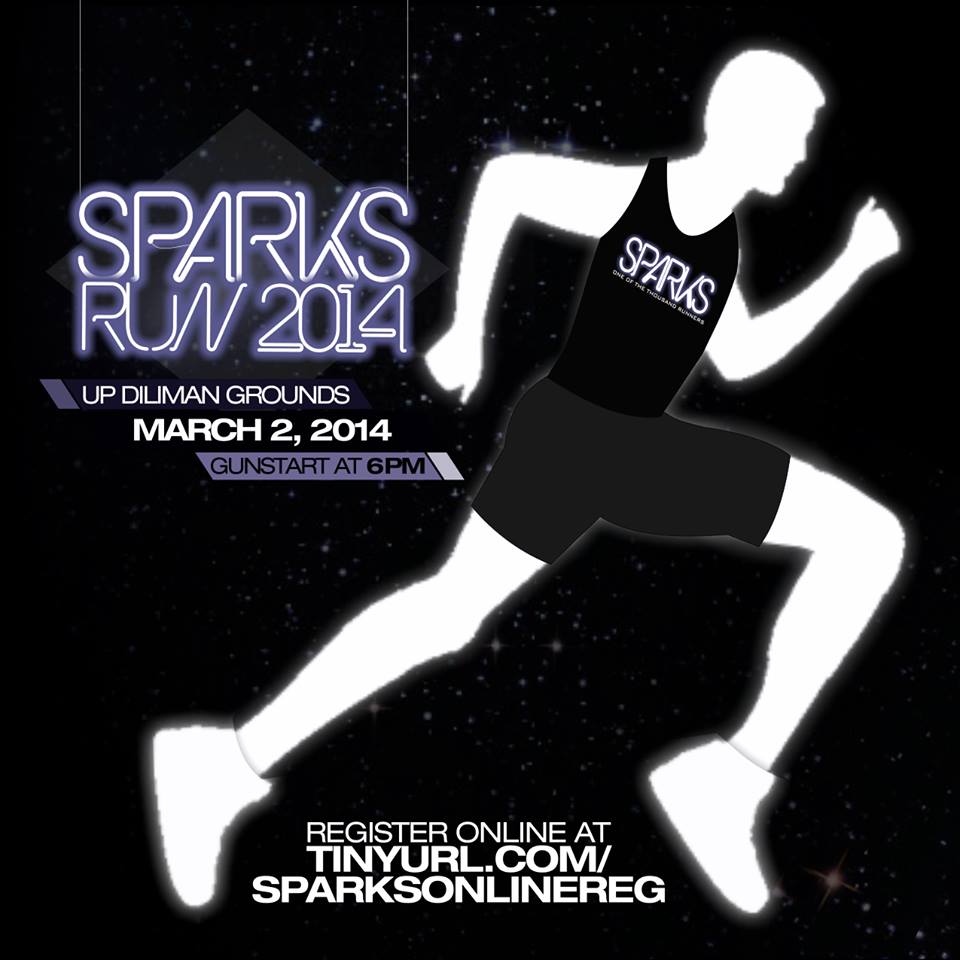 SPARKS
RUN 2014
UP DILIMAN GROUNDS
MARCH 2, 2014
GUNSTART AT 6PM
SPARKS
ONE OF THE THOUSAND RUNNERS
REGISTER ONLINE AT
TINYURL.COM/
SPARKSONLINEREG